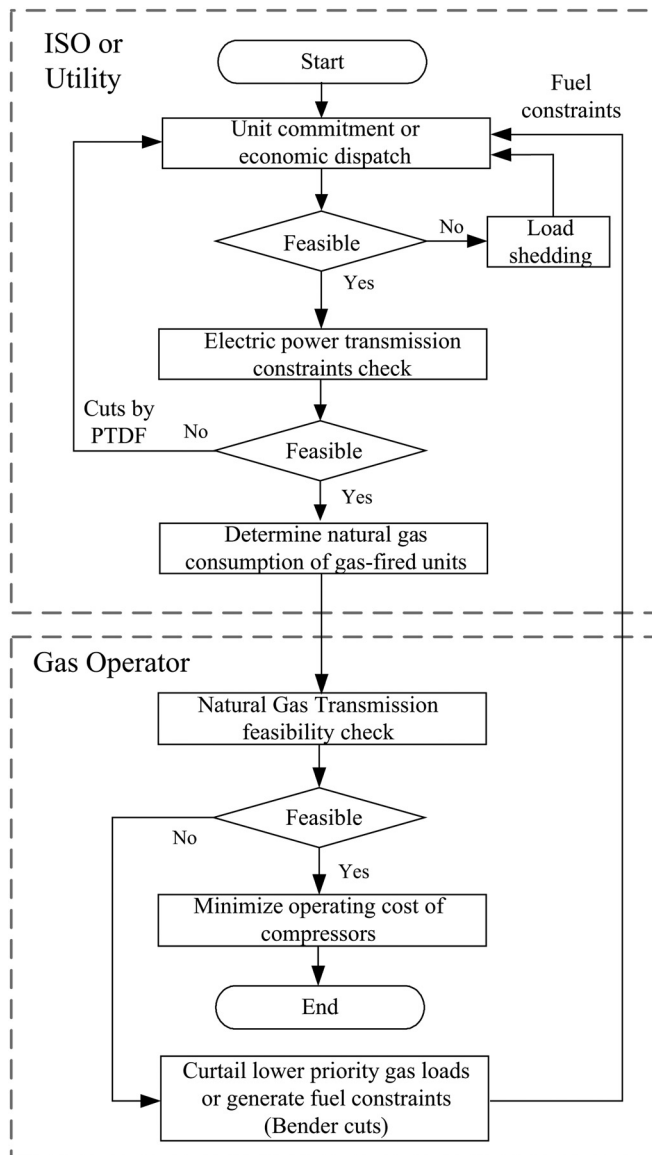 ISO or
Utility
Start
Fuel
constraints
Unit commitment or
economic dispatch
Feasible
No
Load
shedding
Yes
Electric power transmission
constraints check
Cuts by
PTDF
No
Feasible
Yes
Determine natural gas
consumption of gas-fired units
Gas Operator
Natural Gas Transmission
feasibility check
Feasible
No
Yes
Minimize operating cost of
compressors
End
Curtail lower priority gas loads
or generate fuel constraints
(Bender cuts)